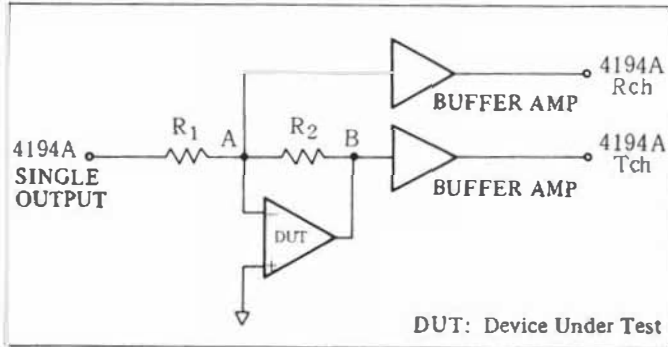 4194A
Rch
BUFFER AMP
R1 A R2 B
4194A
SINGLE
OUTPUT
4194A
Tch
BUFFER AMP
−
DUT
+
DUT: Device Under Test